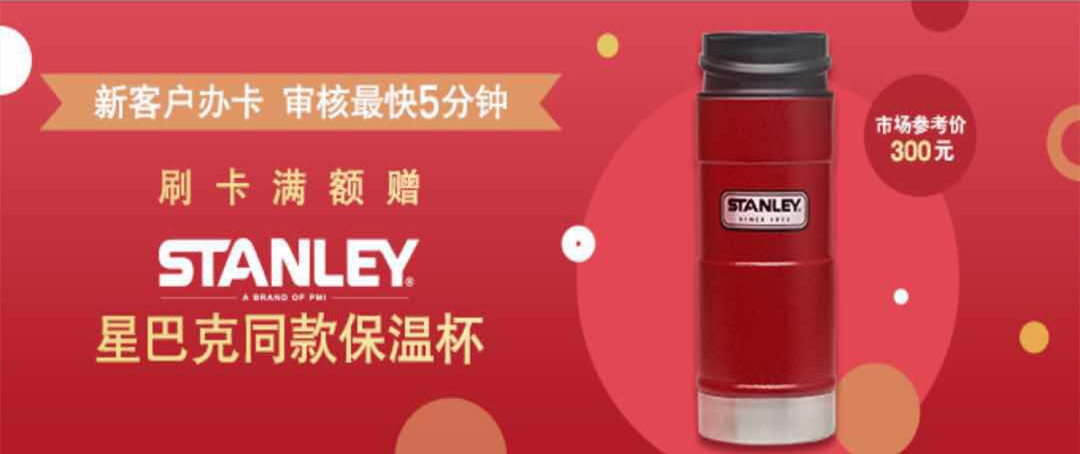 新客户办卡 审核最快5分钟
刷卡满额赠
STANLEY®
A BRAND OF PMI
星巴克同款保温杯
市场参考价
300元
STANLEY.
SINCE 1913